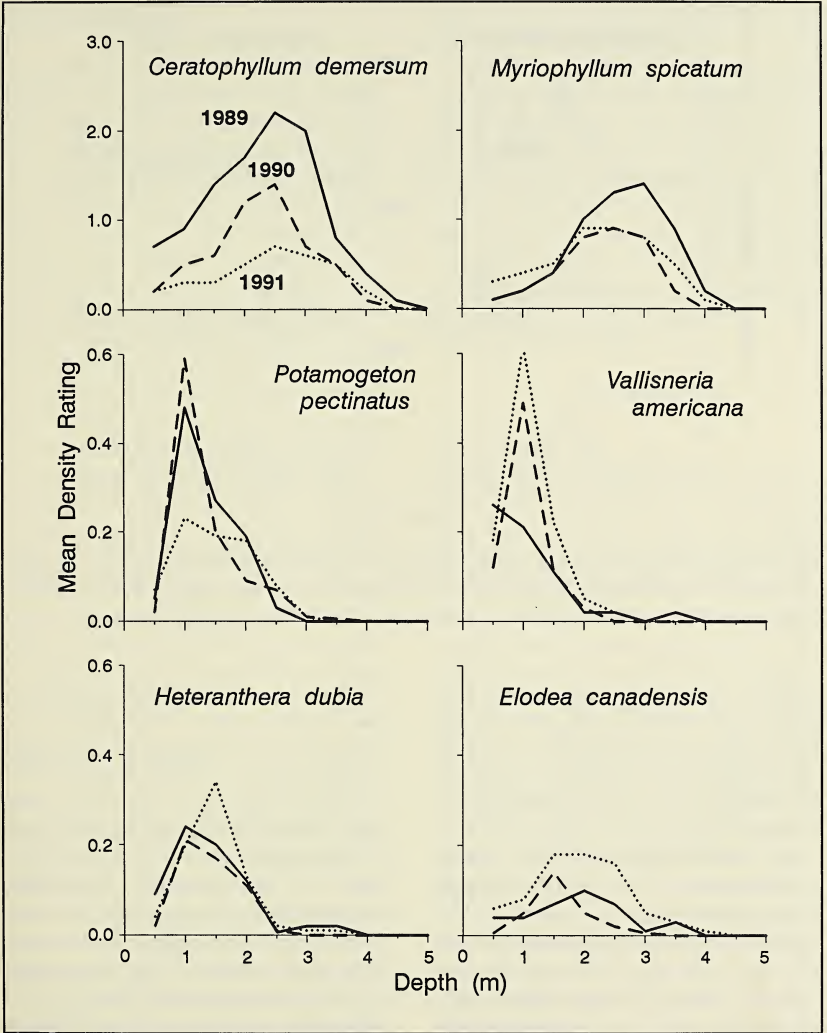 3.0
2.0
1.0
0.0
Ceratophyllum demersum
1989
1990
1991
Myriophyllum spicatum
Mean Density Rating
0.6
0.4
0.2
0.0
Potamogeton
pectinatus
Vallisneria
americana
0.6
0.4
0.2
0.0
Heteranthera dubia
Elodea canadensis
0 1 2 3 4 5
0 1 2 3 4 5
Depth (m)